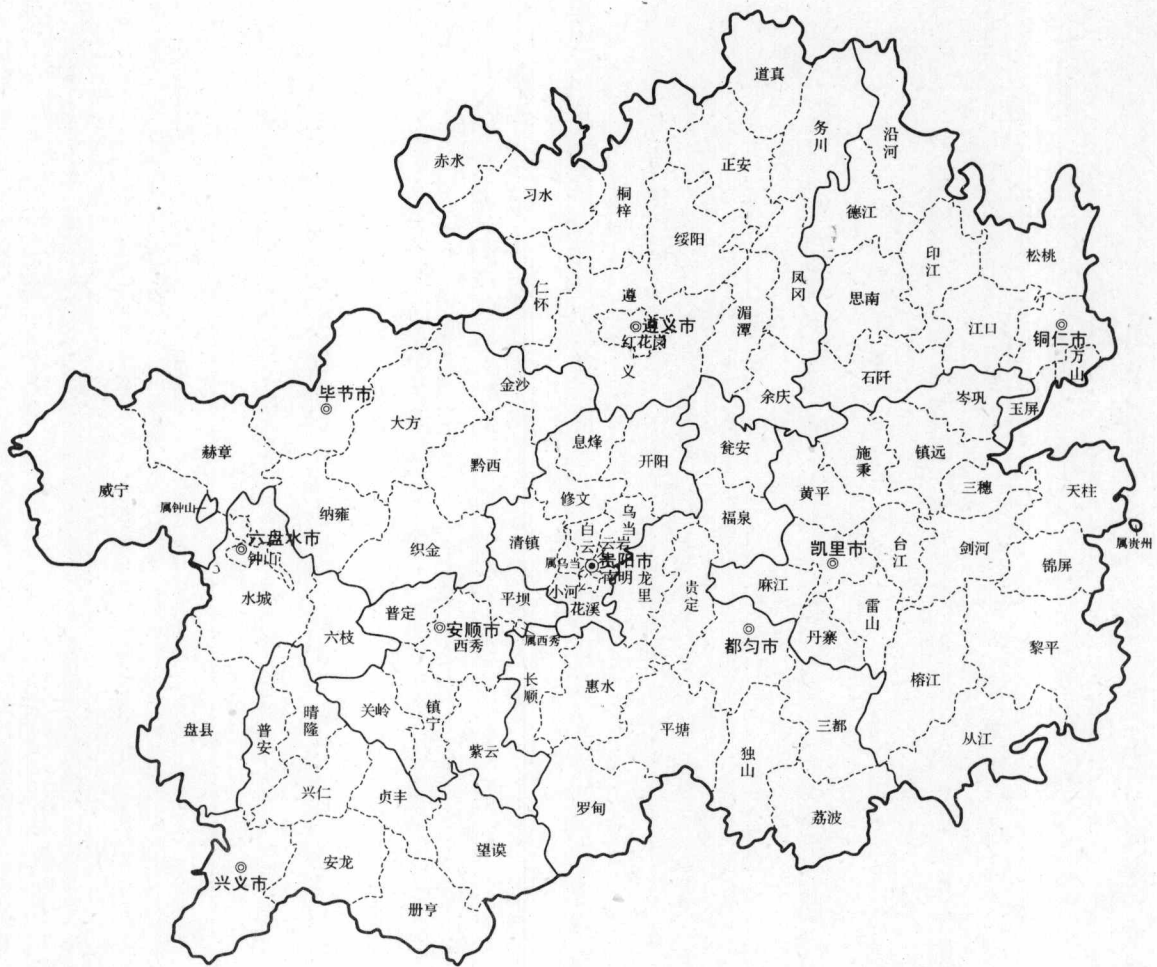 道真
务川
沿河
赤水
习水
桐梓
正安
德江
绥阳
印江
松桃
仁怀
遵义
凤冈
湄潭
思南
遵义市
红花岗
江口
铜仁市
万山
石阡
金沙
余庆
岑巩
玉屏
毕节市
大方
赫章
黔西
息烽
开阳
瓮安
施秉
镇远
三穗
天柱
威宁
属钟山
纳雍
织金
修文
乌当
黄平
福泉
清镇
白云
云岩
六盘水市
钟山
属乌当
贵阳市
南明
龙里
贵定
凯里市
台江
剑河
锦屏
属贵州
水城
六枝
普定
平坝
小河
花溪
麻江
雷山
丹寨
安顺市
西秀
属西秀
都匀市
黎平
榕江
长顺
惠水
盘县
普安
晴隆
关岭
镇宁
紫云
平塘
独山
三都
从江
兴仁
贞丰
罗甸
荔波
望谟
安龙
兴义市
册亨